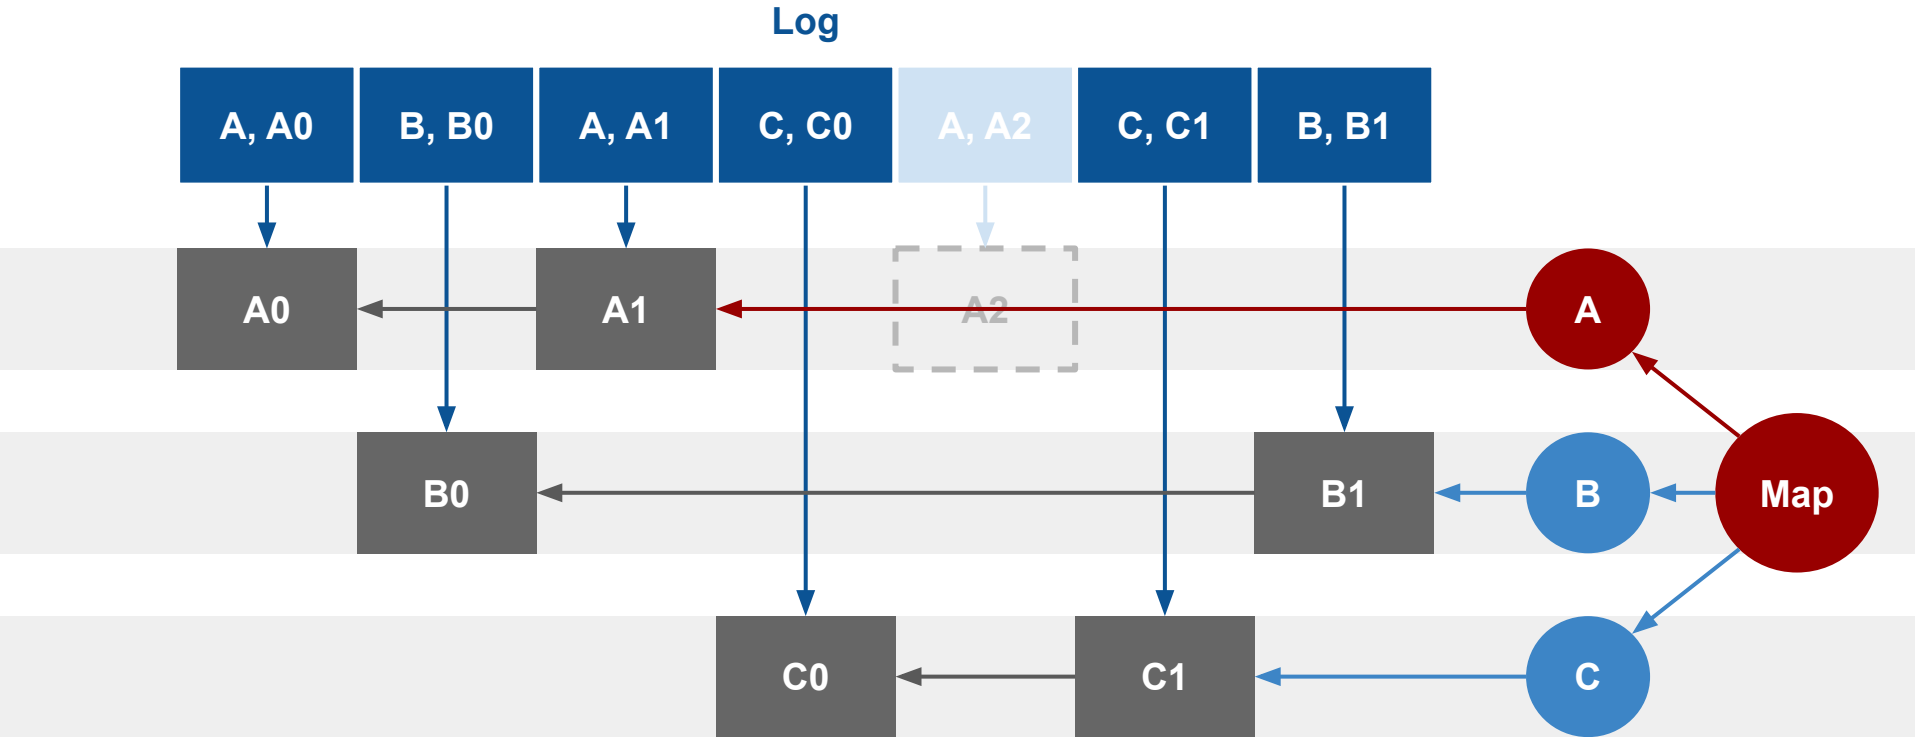 Log
A, A0
B, B0
A, A1
C, C0
A, A2
C, C1
B, B1
A0
A1
A2
A
B0
B1
B
Map
C0
C1
C